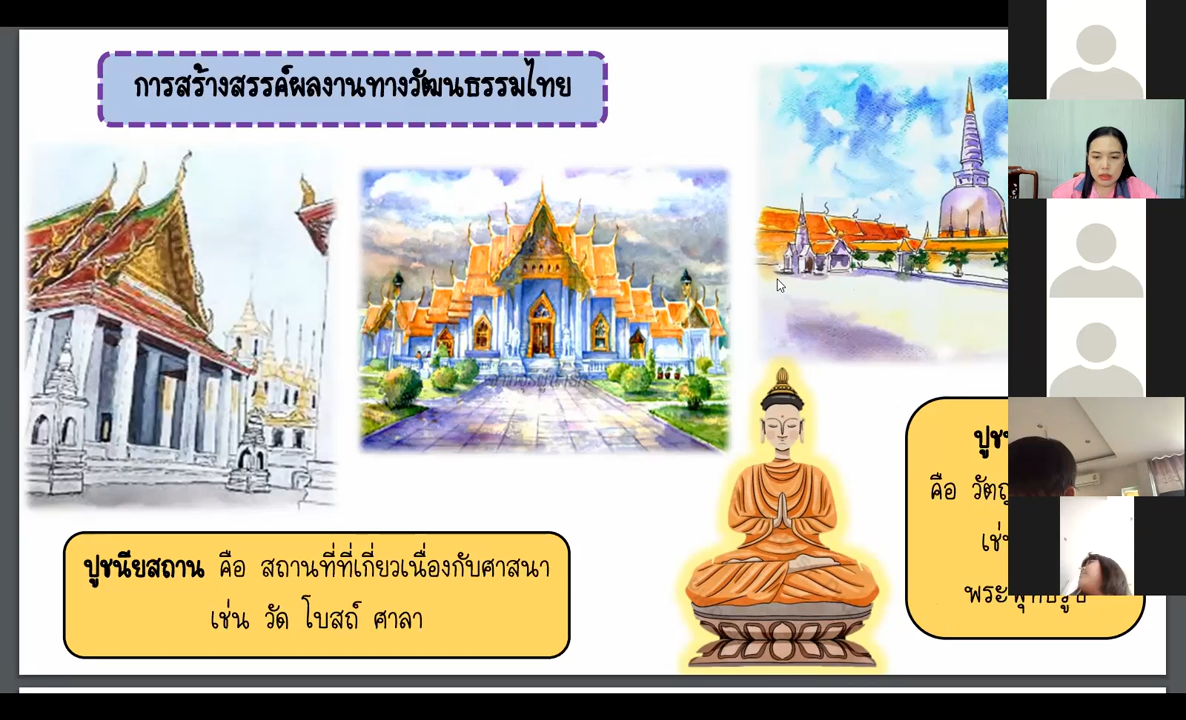 การสร้างสรรค์ผลงานทางวัฒนธรรมไทย
ปูชนียสถาน คือ สถานที่ที่เกี่ยวเนื่องกับศาสนา
เช่น วัด โบสถ์ ศาลา
คือ